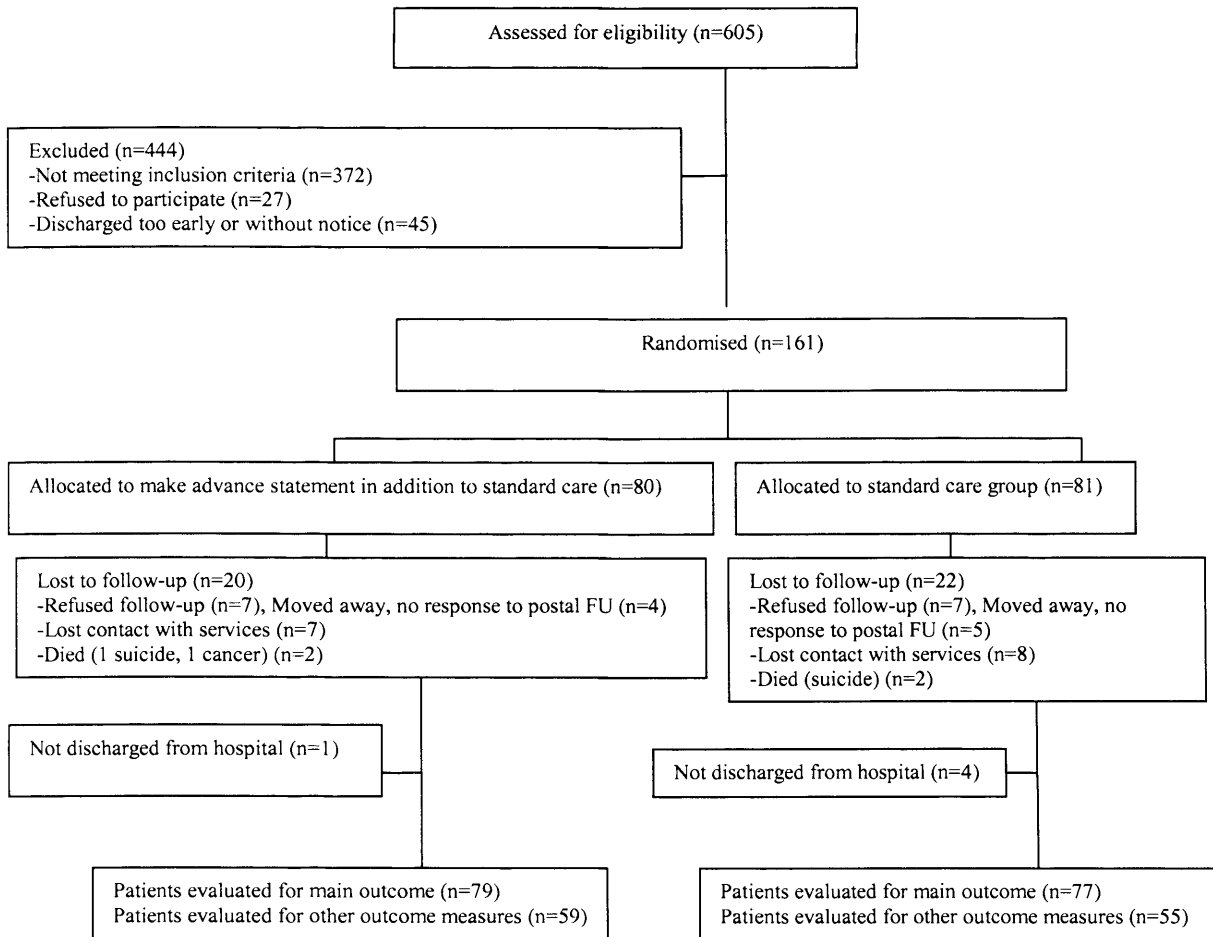 Assessed for eligibility (n=605)
Excluded (n=444)
-Not meeting inclusion criteria (n=372)
-Refused to participate (n=27)
-Discharged too early or without notice (n=45)
Randomised (n=161)
Allocated to make advance statement in addition to standard care (n=80)
Allocated to standard care group (n=81)
Lost to follow-up (n=20)
-Refused follow-up (n=7), Moved away, no response to postal FU (n=4)
-Lost contact with services (n=7)
-Died (1 suicide, 1 cancer) (n=2)
Lost to follow-up (n=22)
-Refused follow-up (n=7), Moved away, no
response to postal FU (n=5)
-Lost contact with services (n=8)
-Died (suicide) (n=2)
Not discharged from hospital (n=1)
Not discharged from hospital (n=4)
Patients evaluated for main outcome (n=79)
Patients evaluated for other outcome measures (n=59)
Patients evaluated for main outcome (n=77)
Patients evaluated for other outcome measures (n=55)